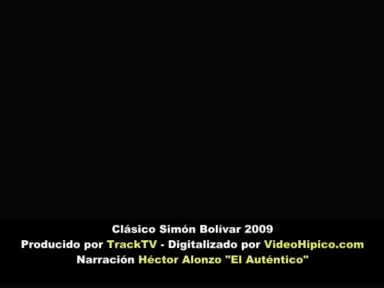 Clásico Simón Bolívar 2009
Producido por TrackTV - Digitalizado por VideoHipico.com
Narración Héctor Alonzo "El Auténtico"